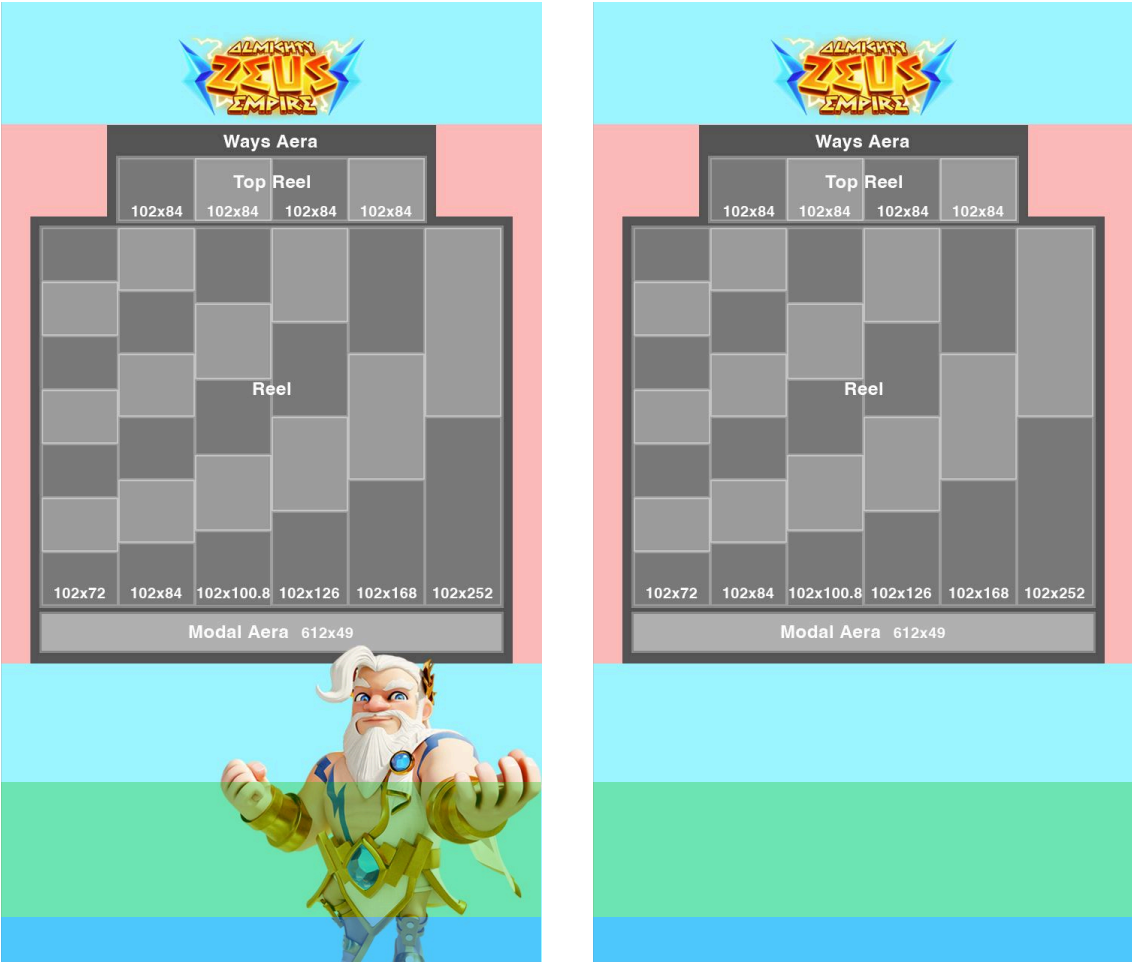 ALMIGHTY
ZEUS
EMPIRE
Ways Aera
Top Reel
102x84 102x84 102x84 102x84
Reel
102x72 102x84 102x100.8 102x126 102x168 102x252
Modal Aera 612x49
ALMIGHTY
ZEUS
EMPIRE
Ways Aera
Top Reel
102x84 102x84 102x84 102x84
Reel
102x72 102x84 102x100.8 102x126 102x168 102x252
Modal Aera 612x49